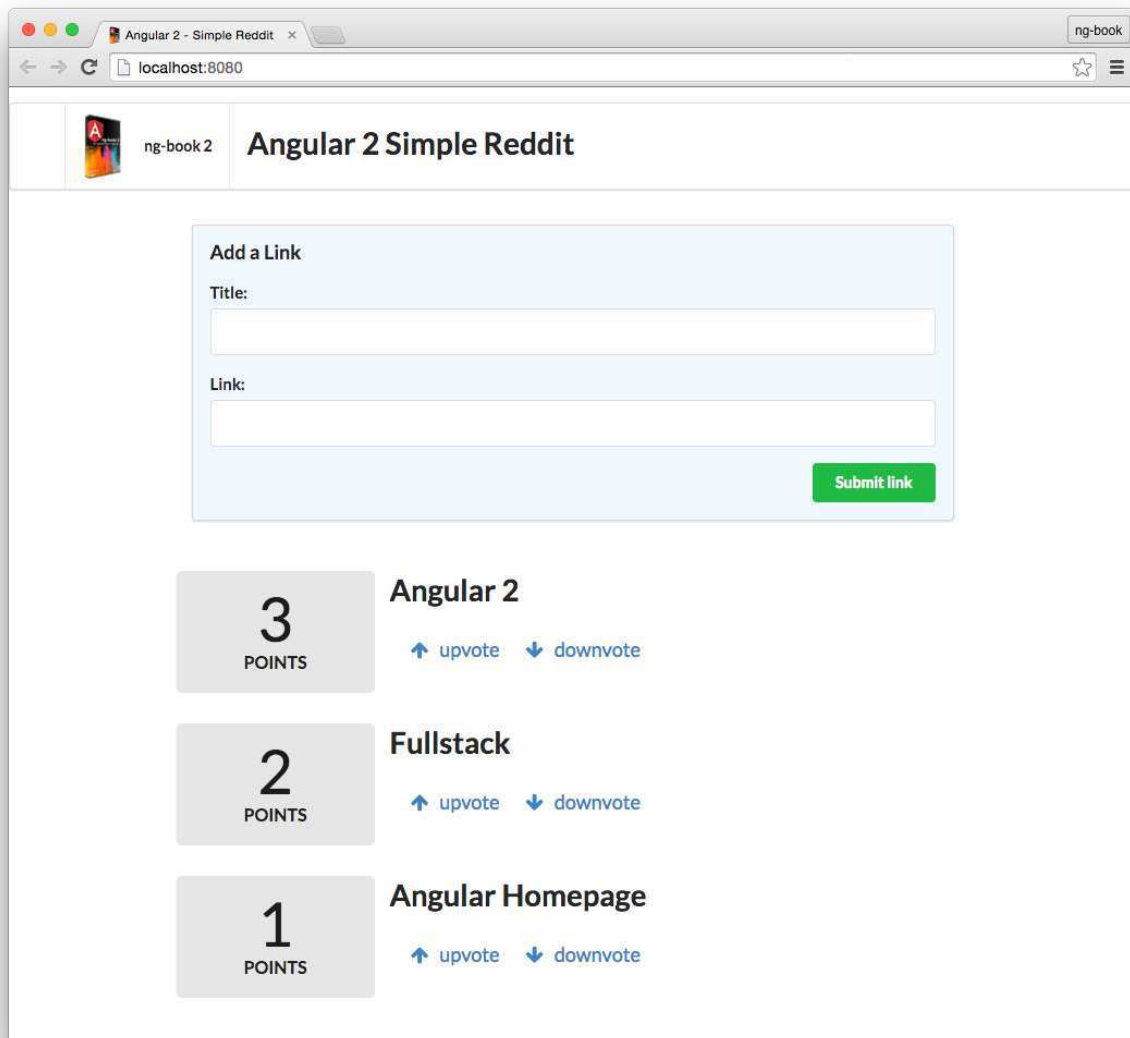 Angular 2 - Simple Reddit
ng-book
localhost:8080
ng-book 2
Angular 2 Simple Reddit
Add a Link
Title:
Link:
Submit link
3
POINTS
Angular 2
upvote downvote
2
POINTS
Fullstack
upvote downvote
1
POINTS
Angular Homepage
upvote downvote